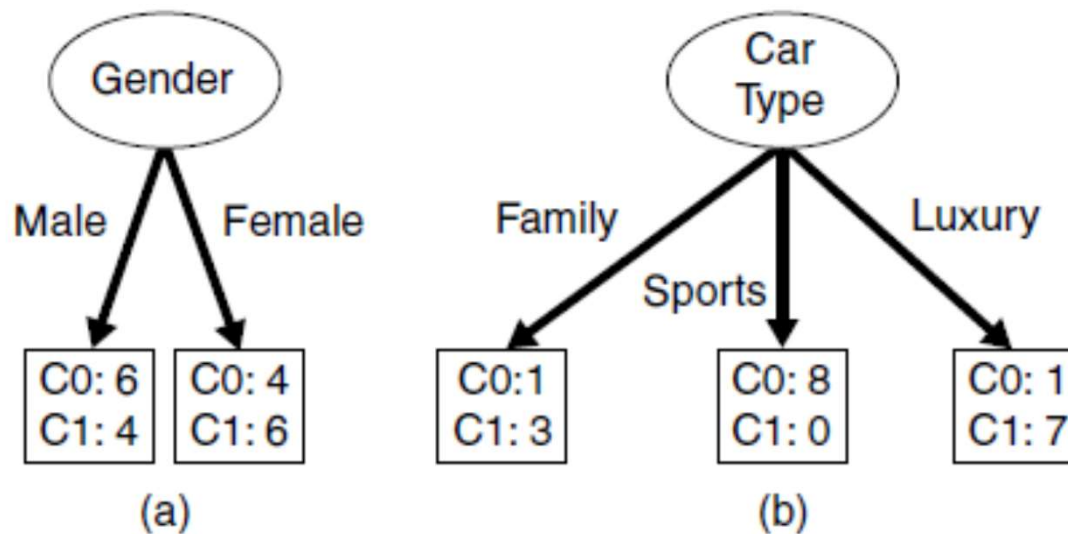 Gender
Male
Female
C0: 6
C1: 4
C0: 4
C1: 6
(a)
Car
Type
Family
Sports
Luxury
C0:1
C1: 3
C0: 8
C1: 0
C0: 1
C1: 7
(b)